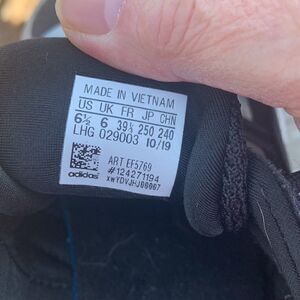 MADE IN VIETNAM
US UK FR JP CHN
6½ 6 39⅓ 250 240
LHG 029003 10/19
ART EF5769
#124271194
adidas